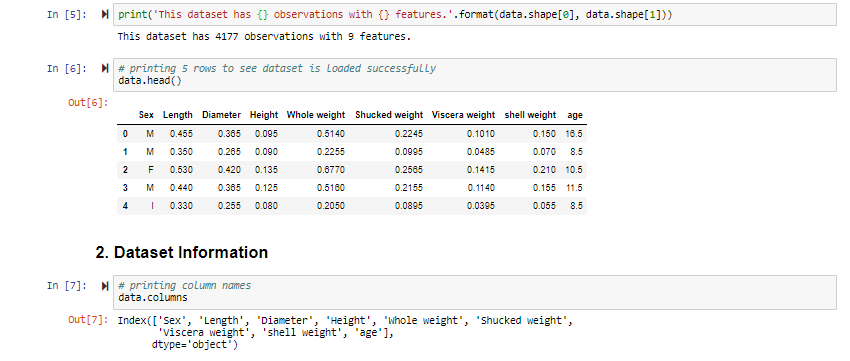 In [5]: print('This dataset has {} observations with {} features.'.format(data.shape[0], data.shape[1]))
This dataset has 4177 observations with 9 features.
In [6]: # printing 5 rows to see dataset is loaded successfully
data.head()
Out[6]:
Sex Length Diameter Height Whole weight Shucked weight Viscera weight shell weight age
0 M 0.455 0.365 0.095 0.5140 0.2245 0.1010 0.150 16.5
1 M 0.350 0.265 0.090 0.2255 0.0995 0.0485 0.070 8.5
2 F 0.530 0.420 0.135 0.6770 0.2565 0.1415 0.210 10.5
3 M 0.440 0.365 0.125 0.5160 0.2155 0.1140 0.155 11.5
4 I 0.330 0.255 0.080 0.2050 0.0895 0.0395 0.055 8.5
2. Dataset Information
In [7]: # printing column names
data.columns
Out[7]: Index(['Sex', 'Length', 'Diameter', 'Height', 'Whole weight', 'Shucked weight',
'Viscera weight', 'shell weight', 'age'],
dtype='object')